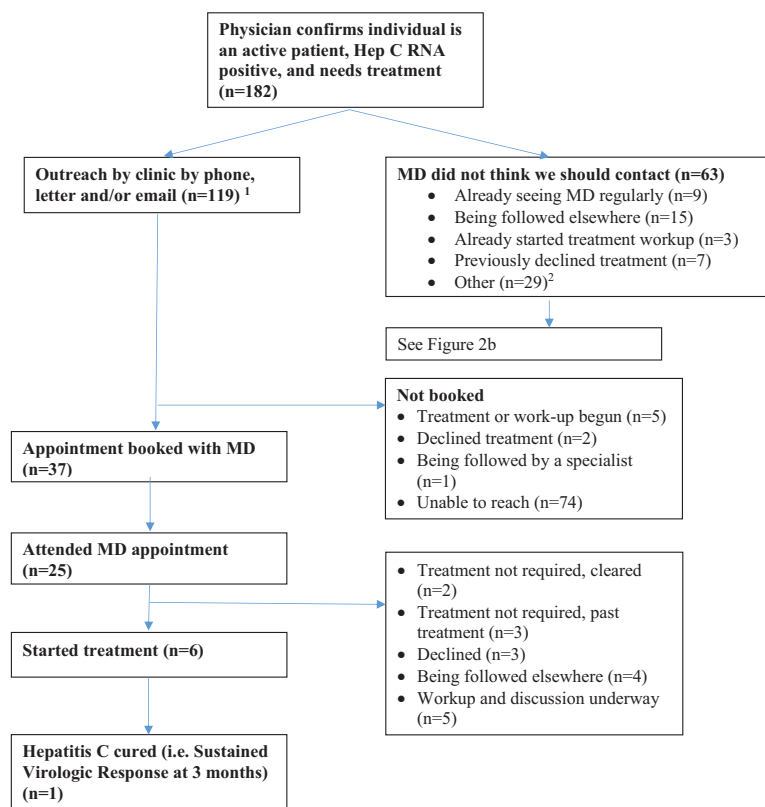 Physician confirms individual is
an active patient, Hep C RNA
positive, and needs treatment
(n=182)
Outreach by clinic by phone,
letter and/or email (n=119) 1
MD did not think we should contact (n=63)
• Already seeing MD regularly (n=9)
• Being followed elsewhere (n=15)
• Already started treatment workup (n=3)
• Previously declined treatment (n=7)
• Other (n=29)2
See Figure 2b
Not booked
• Treatment or work-up begun (n=5)
• Declined treatment (n=2)
• Being followed by a specialist
(n=1)
• Unable to reach (n=74)
Appointment booked with MD
(n=37)
Attended MD appointment
(n=25)
• Treatment not required, cleared
(n=2)
• Treatment not required, past
treatment (n=3)
• Declined (n=3)
• Being followed elsewhere (n=4)
• Workup and discussion underway
(n=5)
Started treatment (n=6)
Hepatitis C cured (i.e. Sustained
Virologic Response at 3 months)
(n=1)